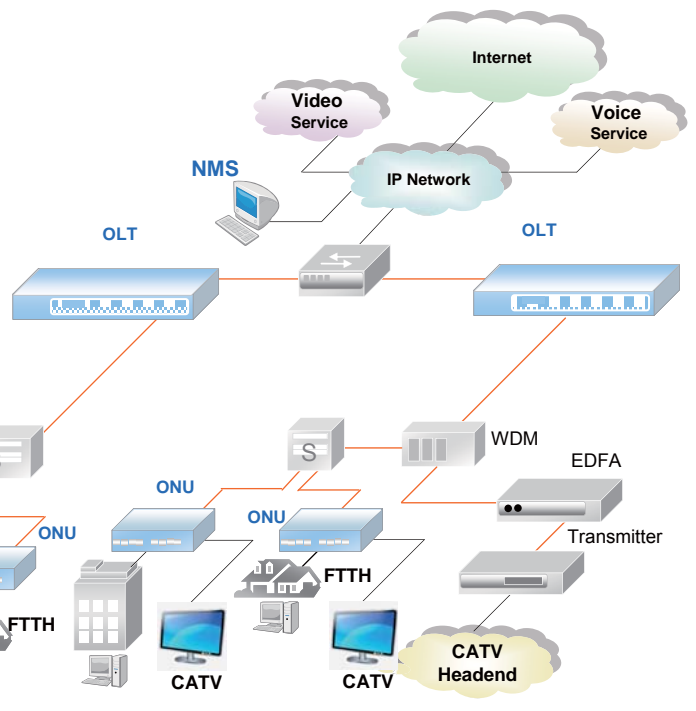 Internet
Video
Service
Voice
Service
IP Network
NMS
OLT
OLT
S
WDM
EDFA
ONU
ONU
ONU
Transmitter
FTTH
FTTH
CATV
CATV
CATV
Headend